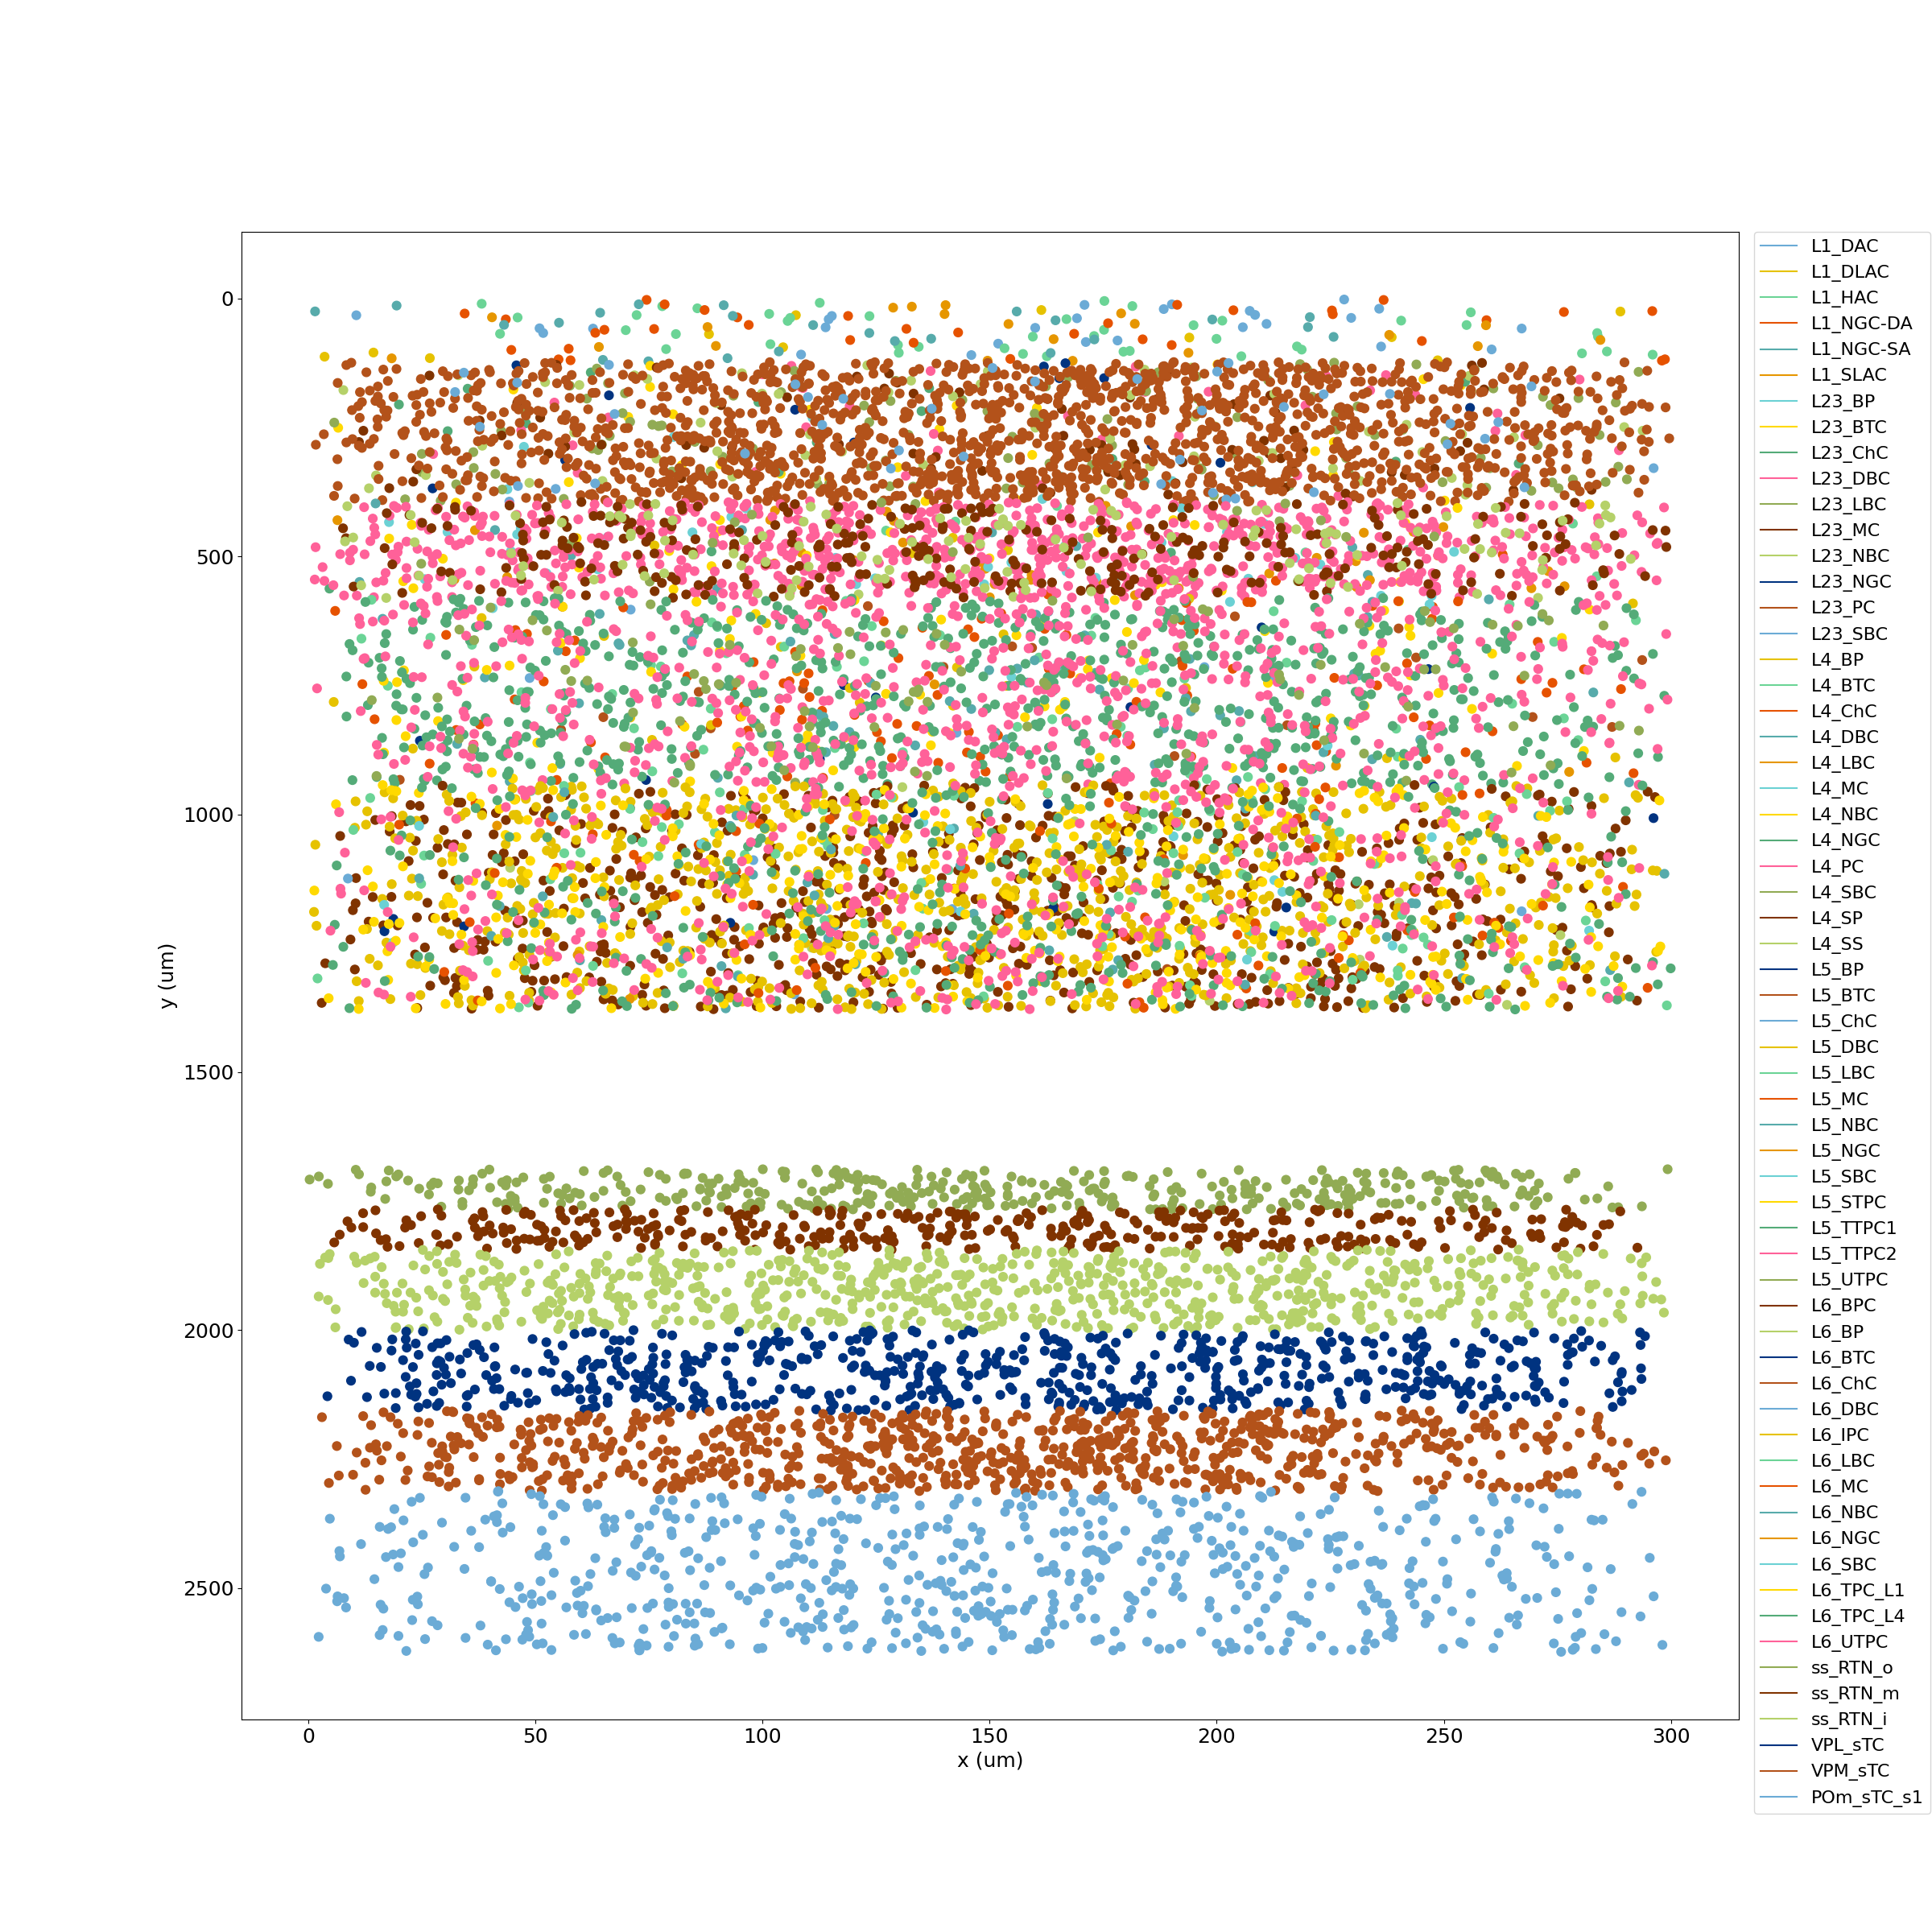 0
500
1000
1500
2000
2500
y (um)
0 50 100 150 200 250 300
x (um)
L1_DAC
L1_DLAC
L1_HAC
L1_NGC-DA
L1_NGC-SA
L1_SLAC
L23_BP
L23_BTC
L23_ChC
L23_DBC
L23_LBC
L23_MC
L23_NBC
L23_NGC
L23_PC
L23_SBC
L4_BP
L4_BTC
L4_ChC
L4_DBC
L4_LBC
L4_MC
L4_NBC
L4_NGC
L4_PC
L4_SBC
L4_SP
L4_SS
L5_BP
L5_BTC
L5_ChC
L5_DBC
L5_LBC
L5_MC
L5_NBC
L5_NGC
L5_SBC
L5_STPC
L5_TTPC1
L5_TTPC2
L5_UTPC
L6_BPC
L6_BP
L6_BTC
L6_ChC
L6_DBC
L6_IPC
L6_LBC
L6_MC
L6_NBC
L6_NGC
L6_SBC
L6_TPC_L1
L6_TPC_L4
L6_UTPC
ss_RTN_o
ss_RTN_m
ss_RTN_i
VPL_sTC
VPM_sTC
POm_sTC_s1